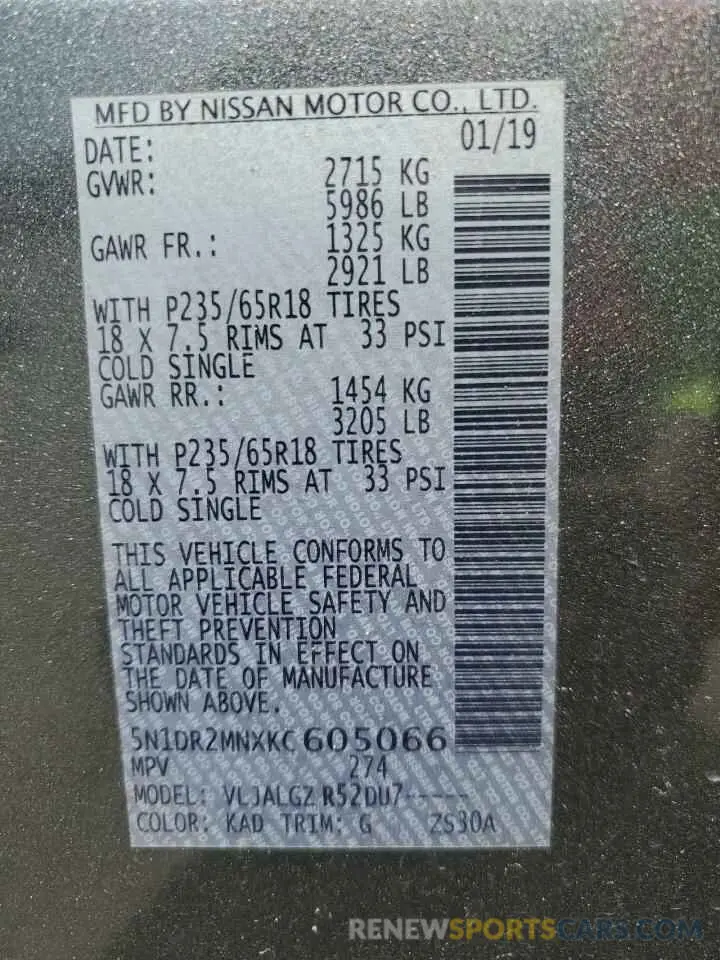 MFD BY NISSAN MOTOR CO., LTD.
DATE: 01/19
GVWR: 2715 KG
5986 LB
GAWR FR.: 1325 KG
2921 LB
WITH P235/65R18 TIRES
18 X 7.5 RIMS AT 33 PSI
COLD SINGLE
GAWR RR.: 1454 KG
3205 LB
WITH P235/65R18 TIRES
18 X 7.5 RIMS AT 33 PSI
COLD SINGLE
THIS VEHICLE CONFORMS TO
ALL APPLICABLE FEDERAL
MOTOR VEHICLE SAFETY AND
THEFT PREVENTION
STANDARDS IN EFFECT ON
THE DATE OF MANUFACTURE
SHOWN ABOVE.
5N1DR2MNXKC605066
MPV 274
MODEL: VLJALGZ R52DU7-----
COLOR: KAD TRIM: G ZS30A
RENEWSPORTSCARS.COM